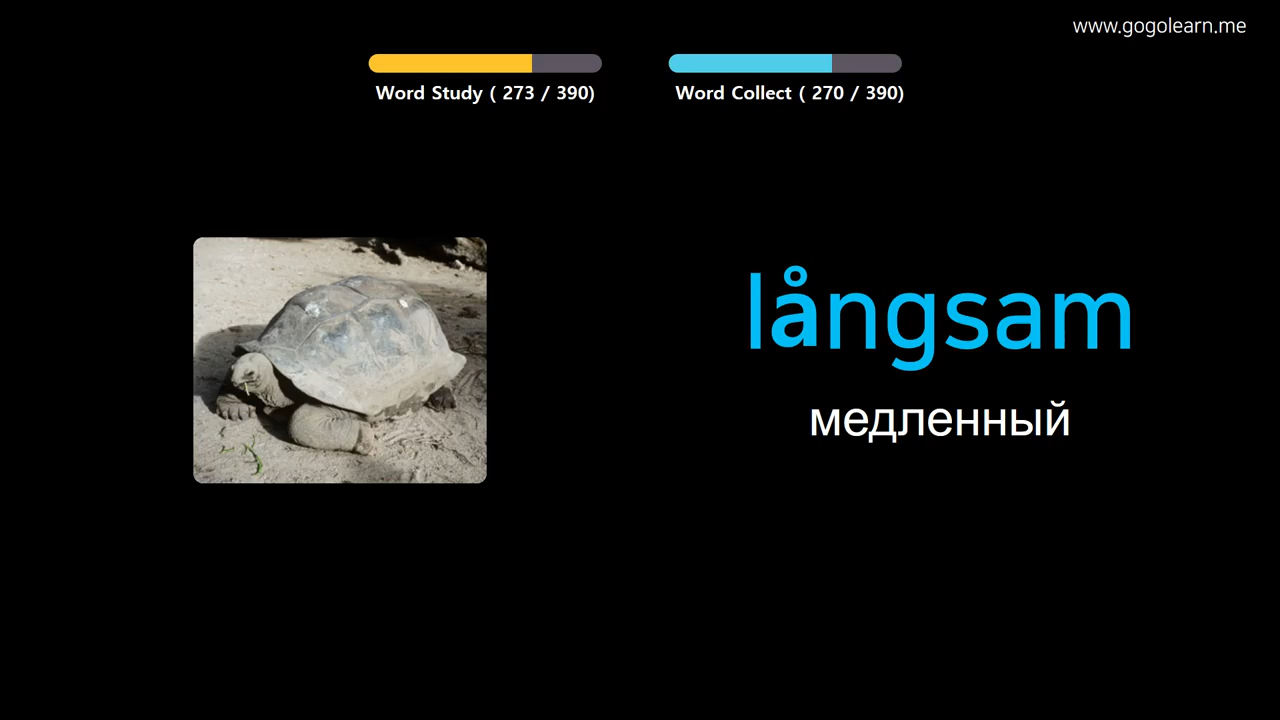 www.gogolearn.me
Word Study ( 273 / 390)
Word Collect ( 270 / 390)
långsam
медленный